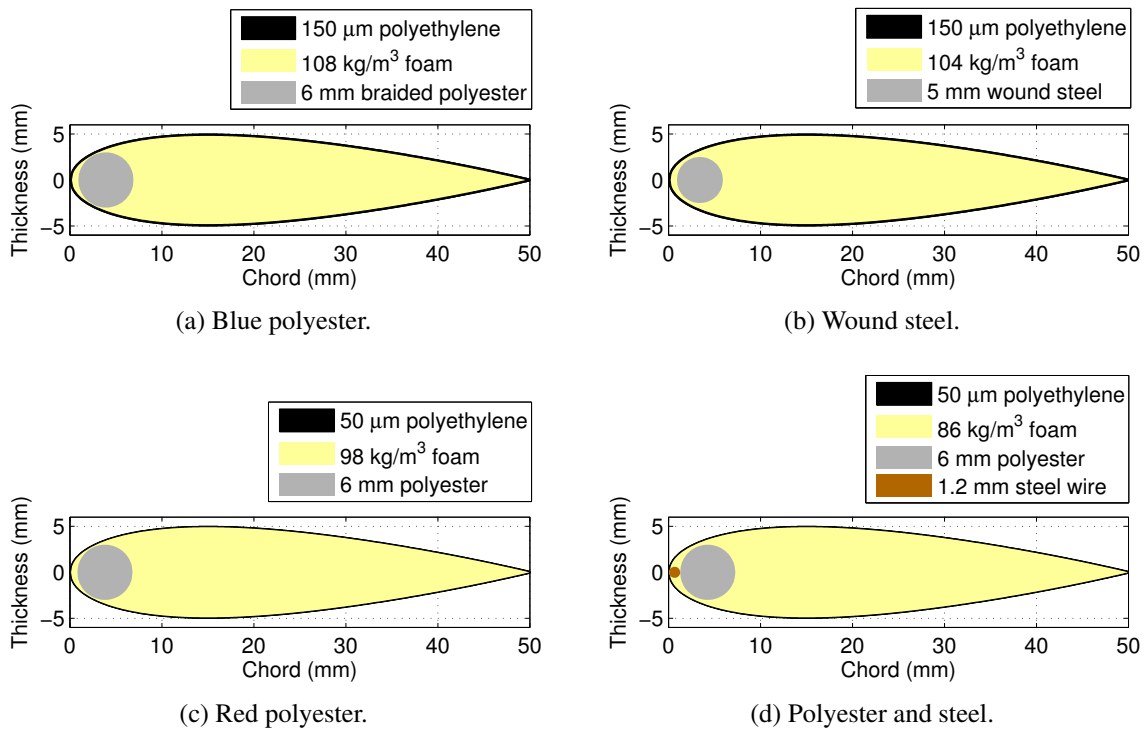 150 μm polyethylene
108 kg/m³ foam
6 mm braided polyester
Thickness (mm)
5
0
−5
0 10 20 30 40 50
Chord (mm)
(a) Blue polyester.
150 μm polyethylene
104 kg/m³ foam
5 mm wound steel
Thickness (mm)
5
0
−5
0 10 20 30 40 50
Chord (mm)
(b) Wound steel.
50 μm polyethylene
98 kg/m³ foam
6 mm polyester
Thickness (mm)
5
0
−5
0 10 20 30 40 50
Chord (mm)
(c) Red polyester.
50 μm polyethylene
86 kg/m³ foam
6 mm polyester
1.2 mm steel wire
Thickness (mm)
5
0
−5
0 10 20 30 40 50
Chord (mm)
(d) Polyester and steel.